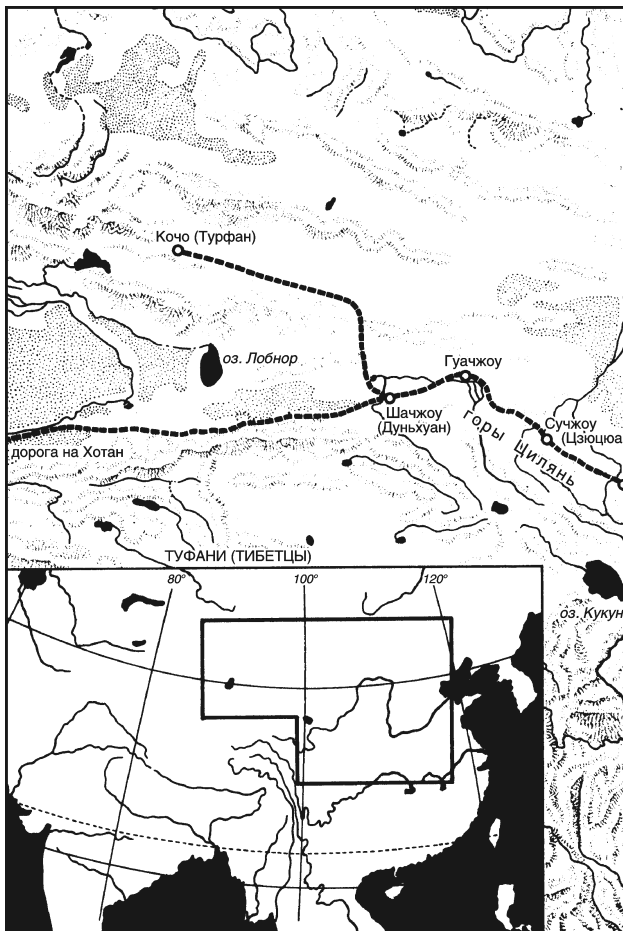 Кочо (Турфан)
оз. Лобнор
Гуачжоу
Шачжоу
(Дуньхуан)
горы Цилянь
Сучжоу
(Цзюцюа
дорога на Хотан
ТУФАНИ (ТИБЕТЦЫ)
80°
100°
120°
оз. Кукун